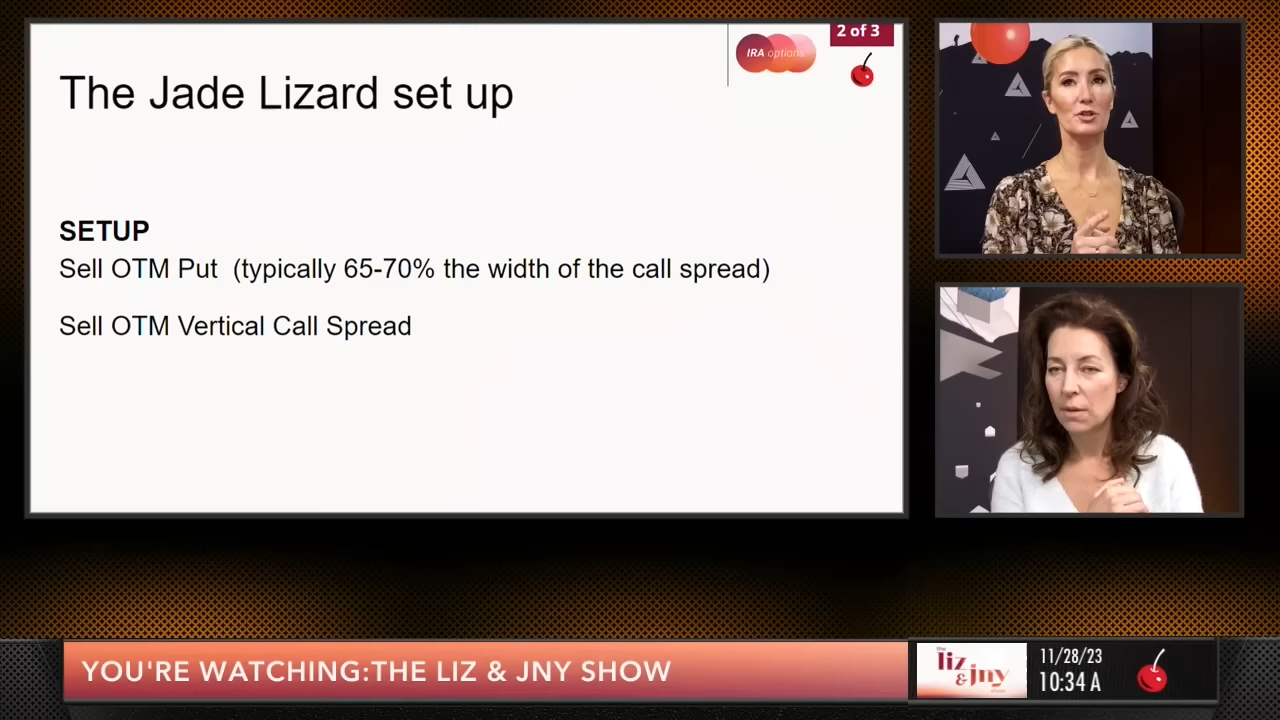 IRA options
2 of 3
The Jade Lizard set up
SETUP
Sell OTM Put (typically 65-70% the width of the call spread)
Sell OTM Vertical Call Spread
YOU'RE WATCHING:THE LIZ & JNY SHOW
the
liz
& jny
11/28/23
10:34 A